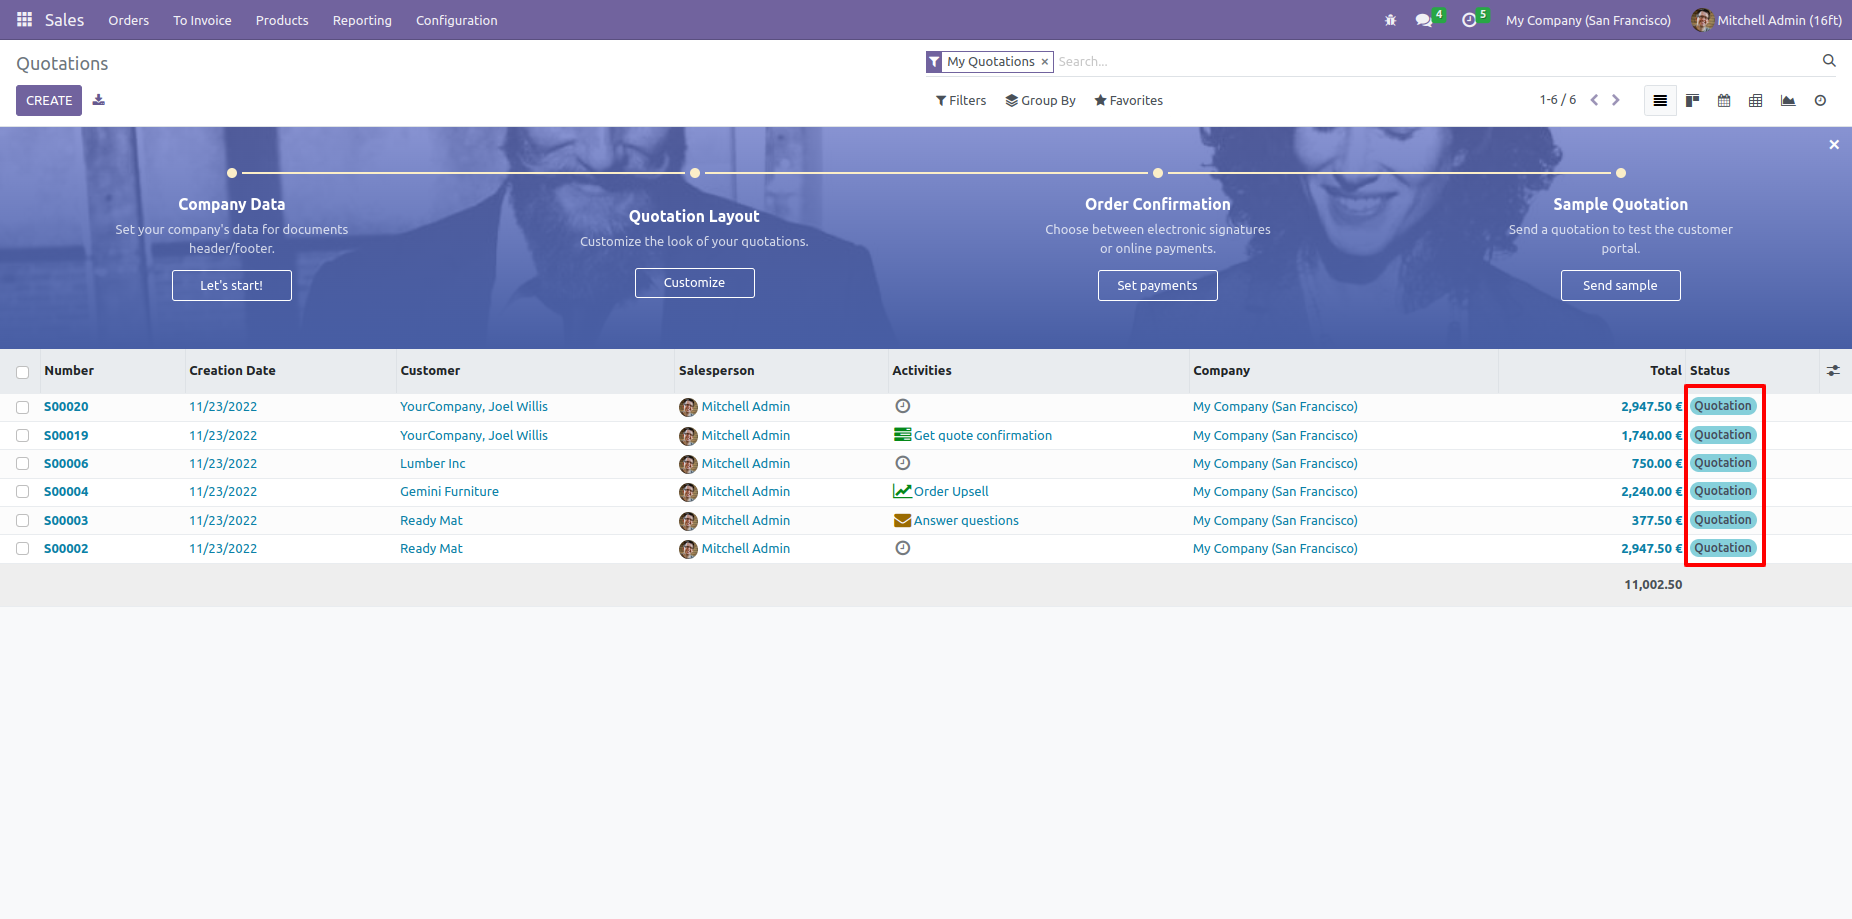 Sales Orders To Invoice Products Reporting Configuration 4 5 My Company (San Francisco) Mitchell Admin (16ft)
Quotations
My Quotations × Search...
CREATE
Filters Group By Favorites 1-6 / 6
×
Company Data
Set your company's data for documents
header/footer.
Let's start!
Quotation Layout
Customize the look of your quotations.
Customize
Order Confirmation
Choose between electronic signatures
or online payments.
Set payments
Sample Quotation
Send a quotation to test the customer
portal.
Send sample
Number Creation Date Customer Salesperson Activities Company Total Status
S00020 11/23/2022 YourCompany, Joel Willis Mitchell Admin My Company (San Francisco) 2,947.50 € Quotation
S00019 11/23/2022 YourCompany, Joel Willis Mitchell Admin Get quote confirmation My Company (San Francisco) 1,740.00 € Quotation
S00006 11/23/2022 Lumber Inc Mitchell Admin My Company (San Francisco) 750.00 € Quotation
S00004 11/23/2022 Gemini Furniture Mitchell Admin Order Upsell My Company (San Francisco) 2,240.00 € Quotation
S00003 11/23/2022 Ready Mat Mitchell Admin Answer questions My Company (San Francisco) 377.50 € Quotation
S00002 11/23/2022 Ready Mat Mitchell Admin My Company (San Francisco) 2,947.50 € Quotation
11,002.50